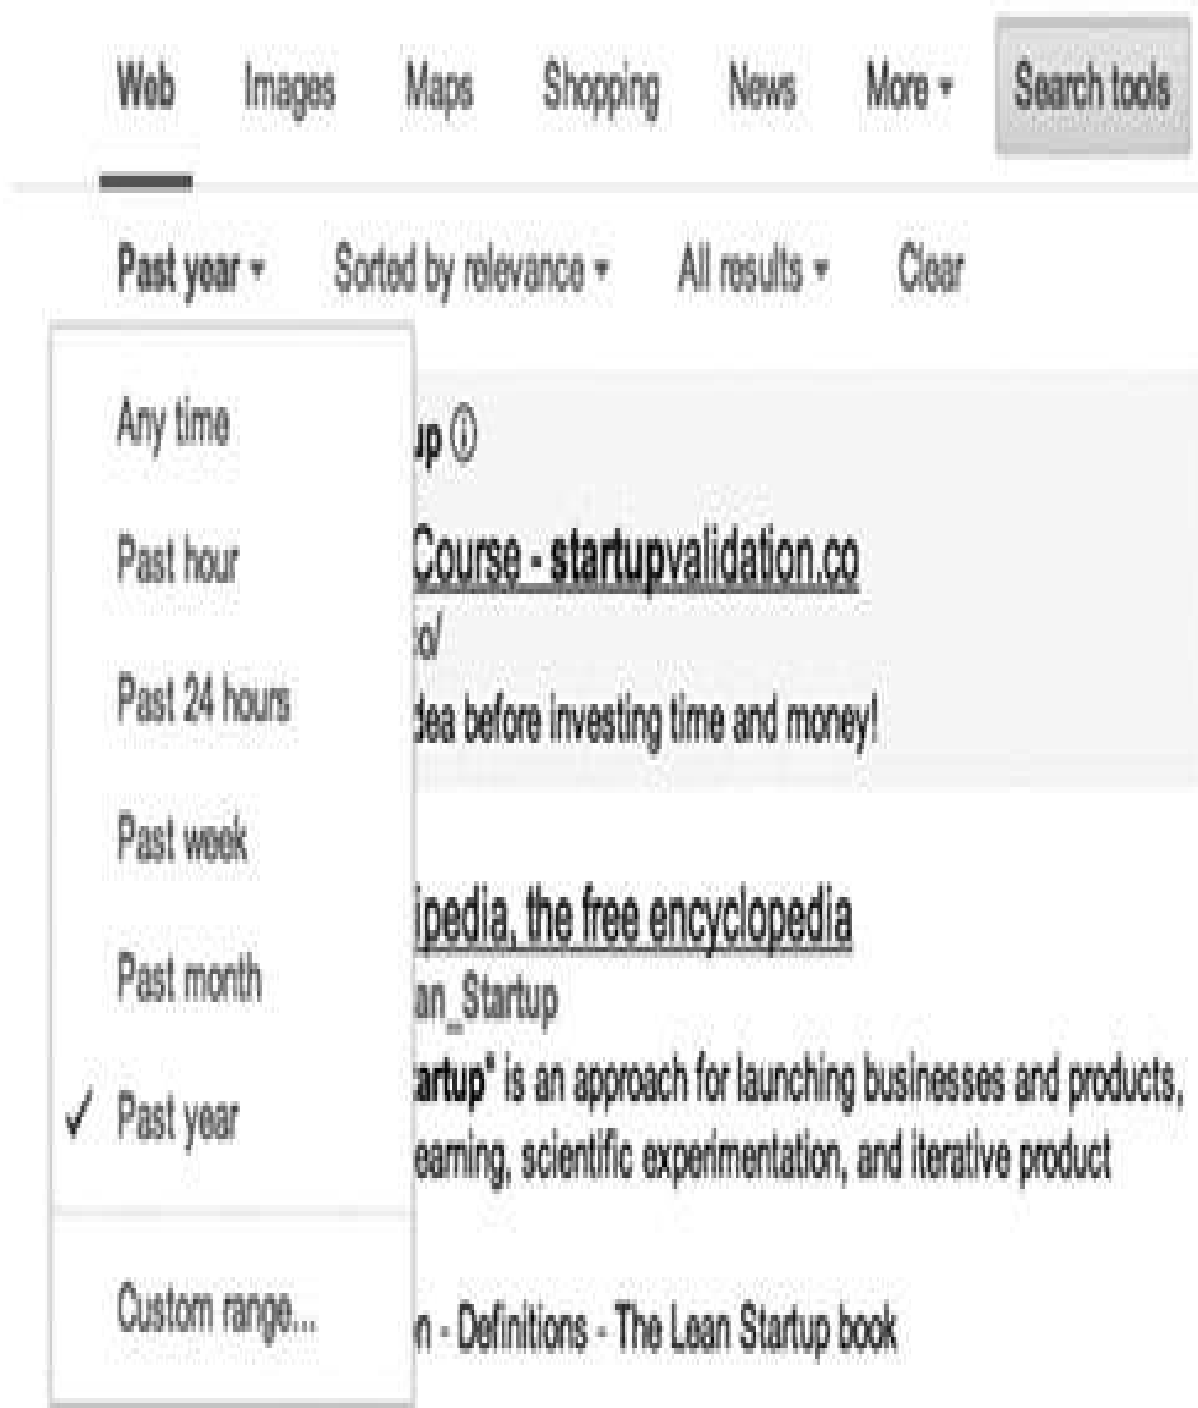 Web Images Maps Shopping News More Search tools
Past year Sorted by relevance All results Clear
Any time
Past hour
Past 24 hours
Past week
Past month
✓ Past year
Custom range...
up ⓘ
Course - startupvalidation.co
co/
dea before investing time and money!
ipedia, the free encyclopedia
an_Startup
artup" is an approach for launching businesses and products,
earning, scientific experimentation, and iterative product
n - Definitions - The Lean Startup book